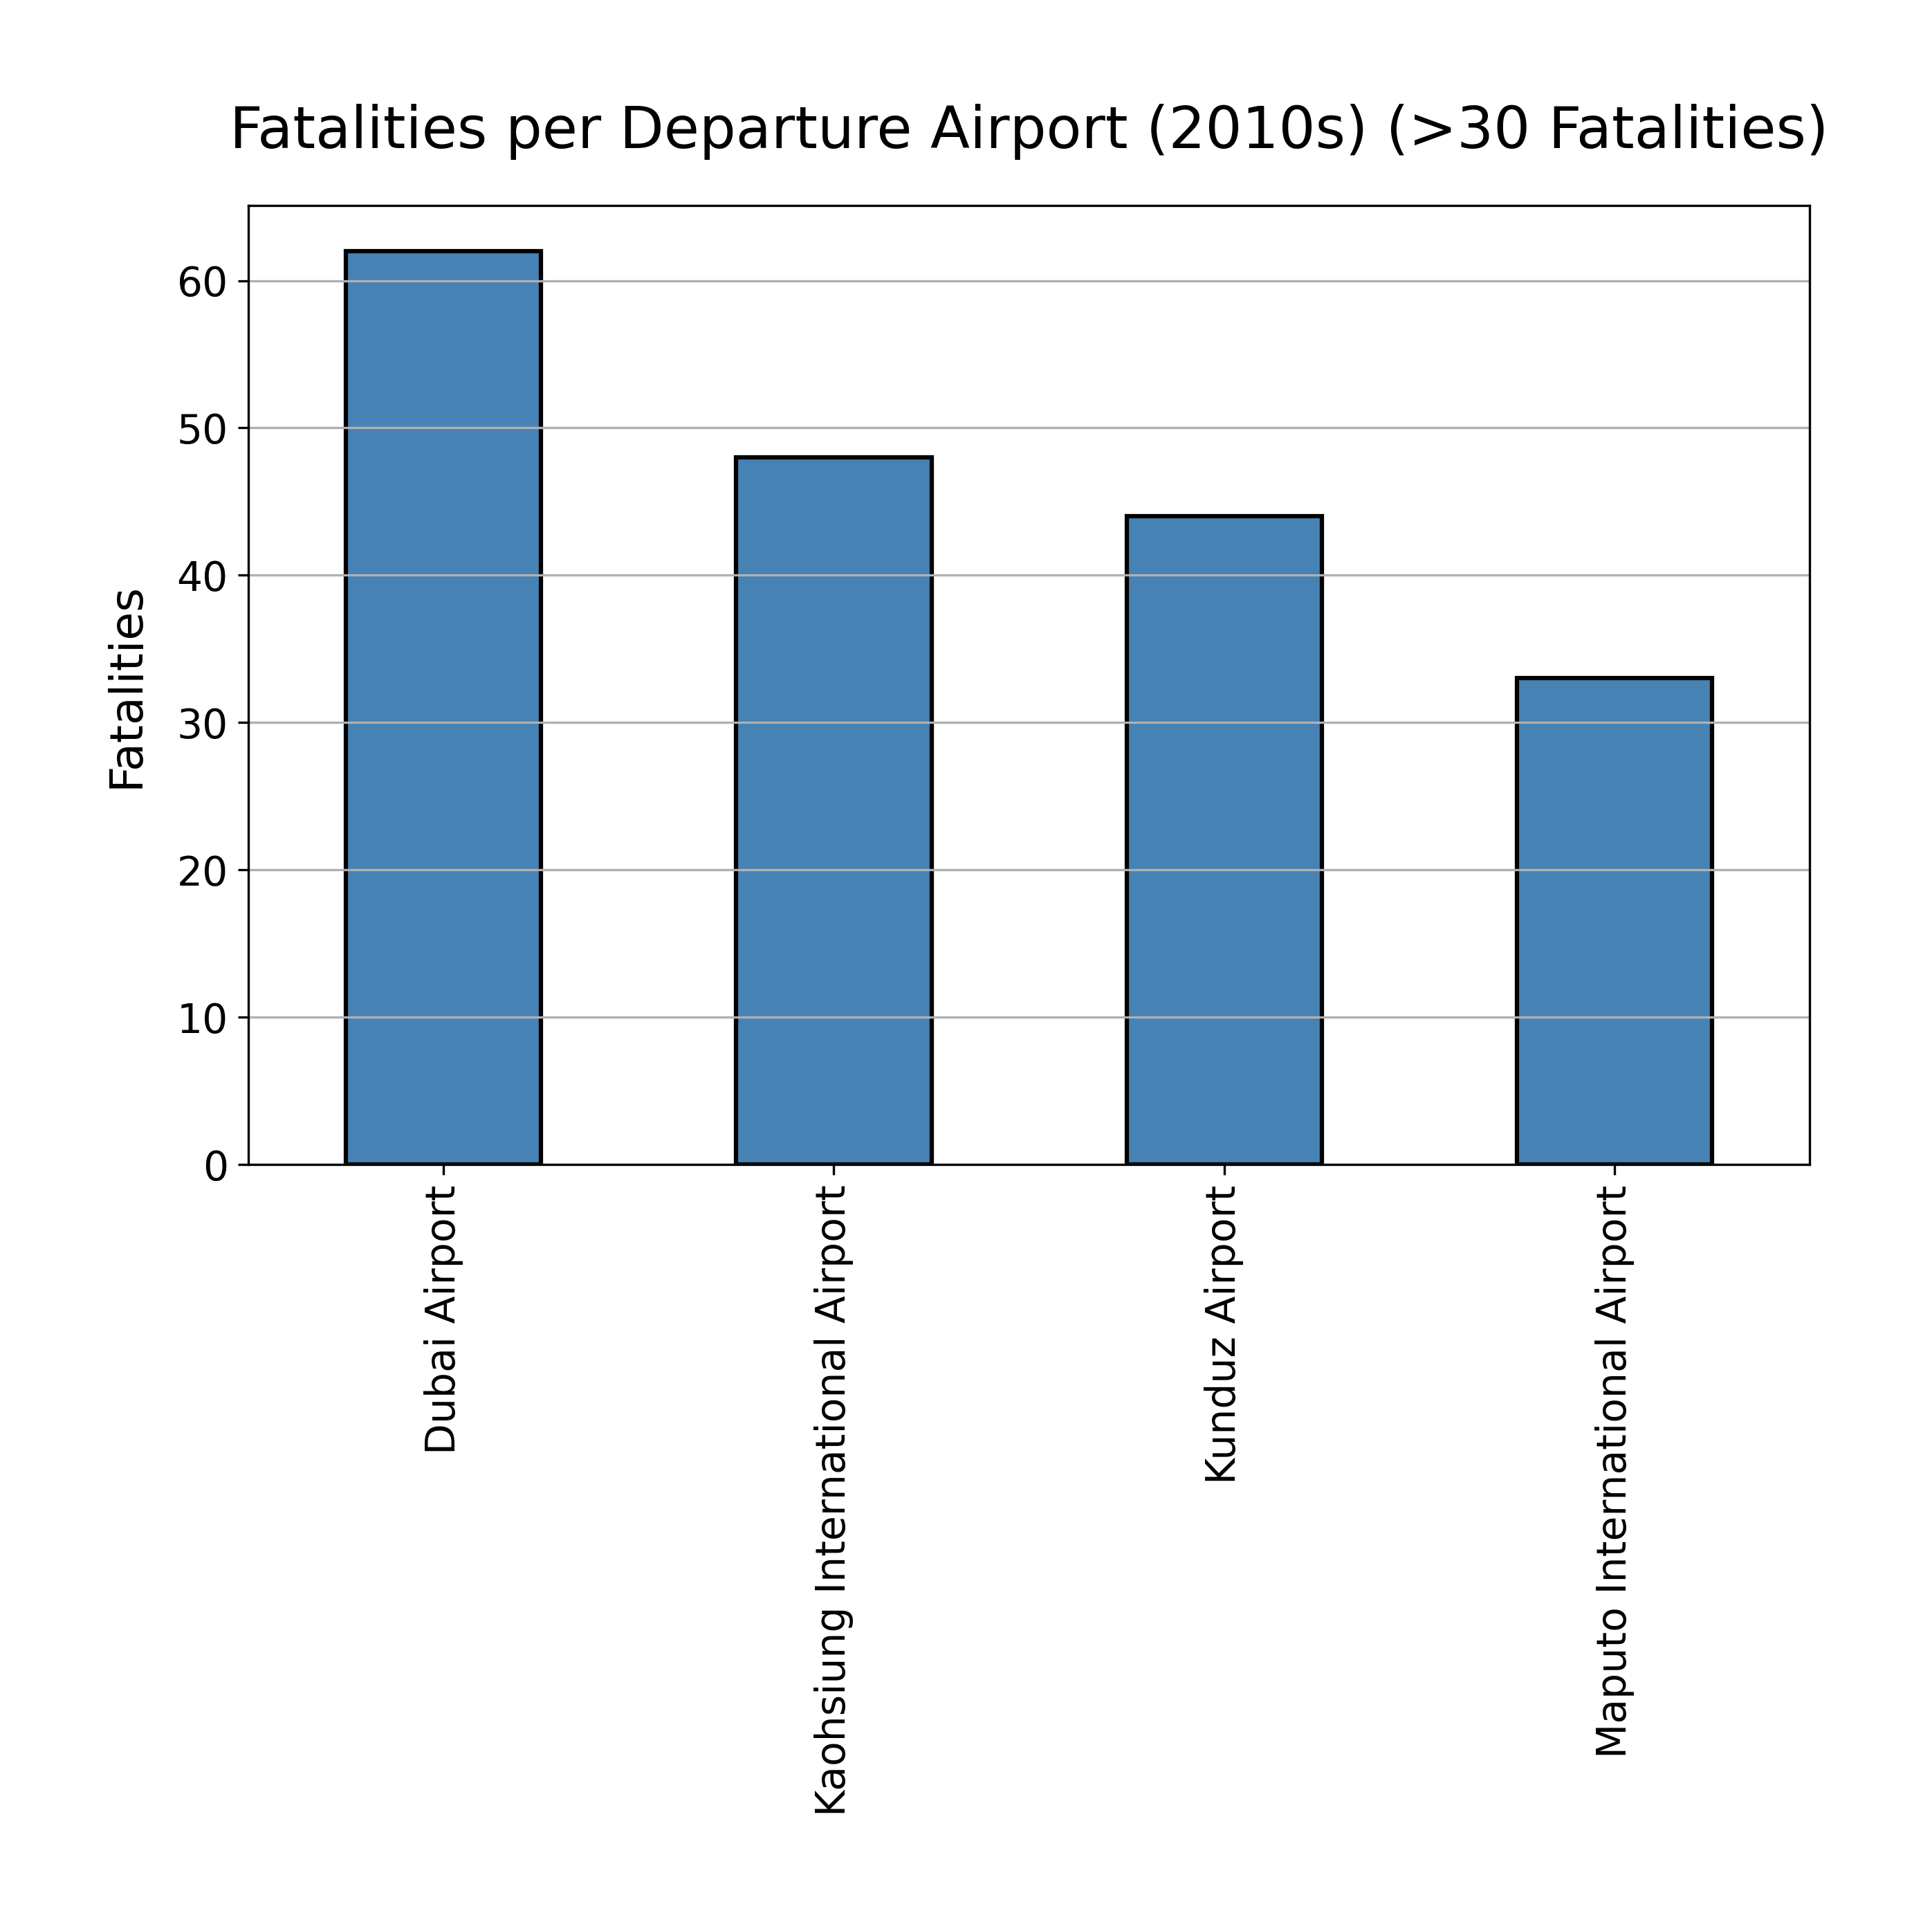 Fatalities per Departure Airport (2010s) (>30 Fatalities)
Fatalities
60
50
40
30
20
10
0
Dubai Airport
Kaohsiung International Airport
Kunduz Airport
Maputo International Airport